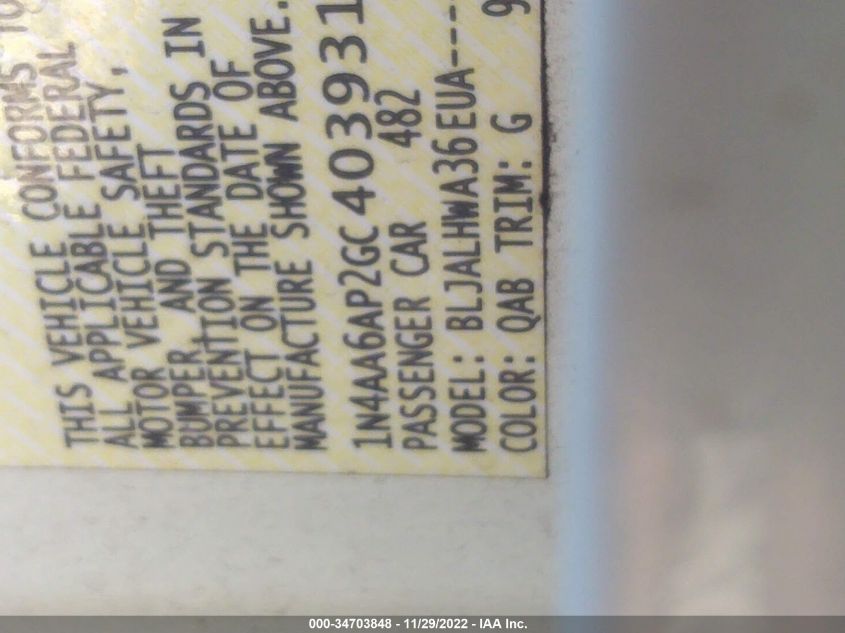 THIS VEHICLE CONFORMS TO
ALL APPLICABLE FEDERAL
MOTOR VEHICLE SAFETY,
BUMPER, AND THEFT
PREVENTION STANDARDS IN
EFFECT ON THE DATE OF
MANUFACTURE SHOWN ABOVE.
1N4AA6AP2GC403931
PASSENGER CAR 482
MODEL: BLJALHWA36EUA---
COLOR: QAB TRIM: G 9
000-34703848 - 11/29/2022 - IAA Inc.